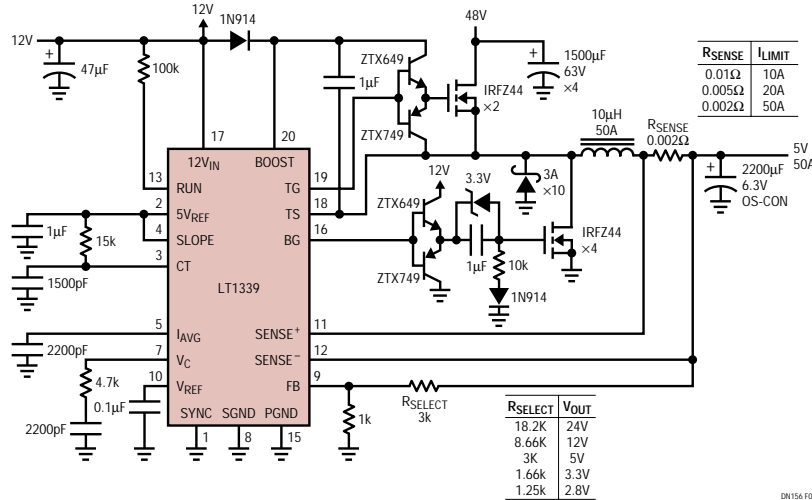 12V
12V
1N914
48V
47µF
100k
1µF
ZTX649
ZTX749
IRFZ44
×2
1500µF
63V
×4
RSENSE ILIMIT
0.01Ω 10A
0.005Ω 20A
0.002Ω 50A
10µH
50A
RSENSE
0.002Ω
5V
50A
2200µF
6.3V
OS-CON
17 20
12VIN BOOST
13 RUN
2 5VREF
4 SLOPE
3 CT
5 IAVG
7 VC
10 VREF
TG 19
TS 18
BG 16
SENSE+ 11
SENSE– 12
FB 9
SYNC SGND PGND
1 8 15
LT1339
1µF
15k
1500pF
2200pF
4.7k
0.1µF
2200pF
12V
ZTX649
ZTX749
3.3V
1µF
10k
1N914
3A
×10
IRFZ44
×4
1k
RSELECT
3k
RSELECT VOUT
18.2K 24V
8.66K 12V
3K 5V
1.66k 3.3V
1.25k 2.8V